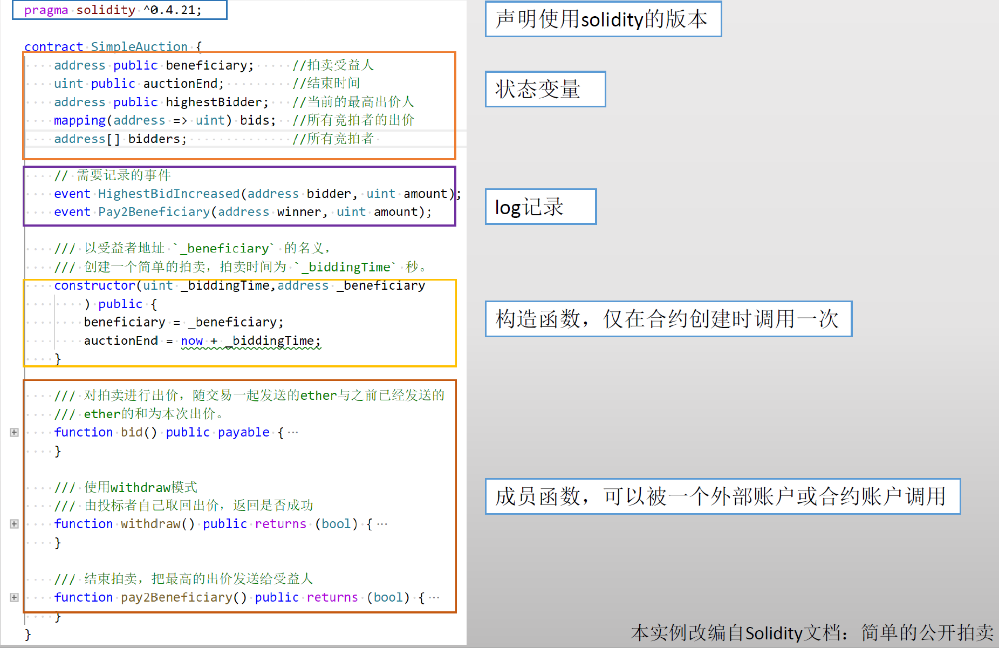 pragma solidity ^0.4.21;
声明使用solidity的版本
contract SimpleAuction {
address public beneficiary; //拍卖受益人
uint public auctionEnd; //结束时间
address public highestBidder; //当前的最高出价人
mapping(address => uint) bids; //所有竞拍者的出价
address[] bidders; //所有竞拍者
状态变量
// 需要记录的事件
event HighestBidIncreased(address bidder, uint amount);
event Pay2Beneficiary(address winner, uint amount);
log记录
/// 以受益者地址 `_beneficiary` 的名义，
/// 创建一个简单的拍卖，拍卖时间为 `_biddingTime` 秒。
constructor(uint _biddingTime,address _beneficiary
) public {
beneficiary = _beneficiary;
auctionEnd = now + _biddingTime;
}
构造函数，仅在合约创建时调用一次
/// 对拍卖进行出价，随交易一起发送的ether与之前已经发送的
/// ether的和为本次出价。
function bid() public payable {…
}
/// 使用withdraw模式
/// 由投标者自己取回出价，返回是否成功
function withdraw() public returns (bool) {…
}
成员函数，可以被一个外部账户或合约账户调用
/// 结束拍卖，把最高的出价发送给受益人
function pay2Beneficiary() public returns (bool) {…
}
}
本实例改编自Solidity文档：简单的公开拍卖